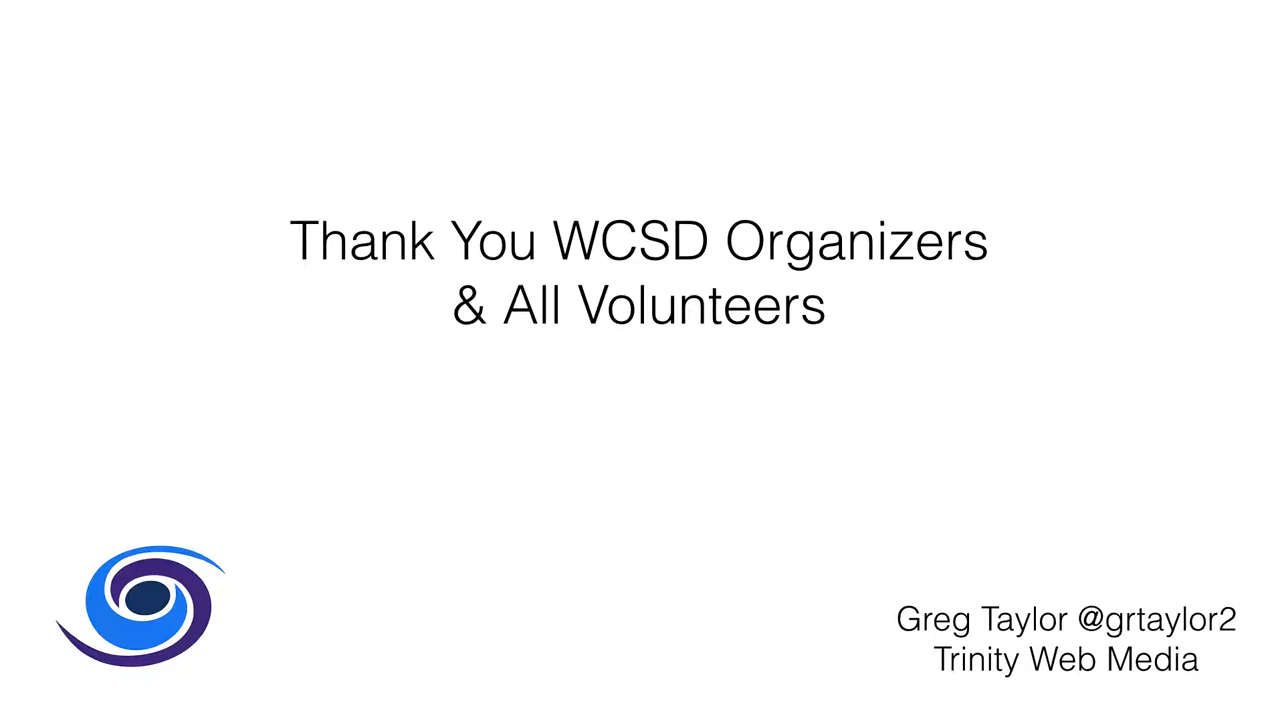 Thank You WCSD Organizers
& All Volunteers
Greg Taylor @grtaylor2
Trinity Web Media